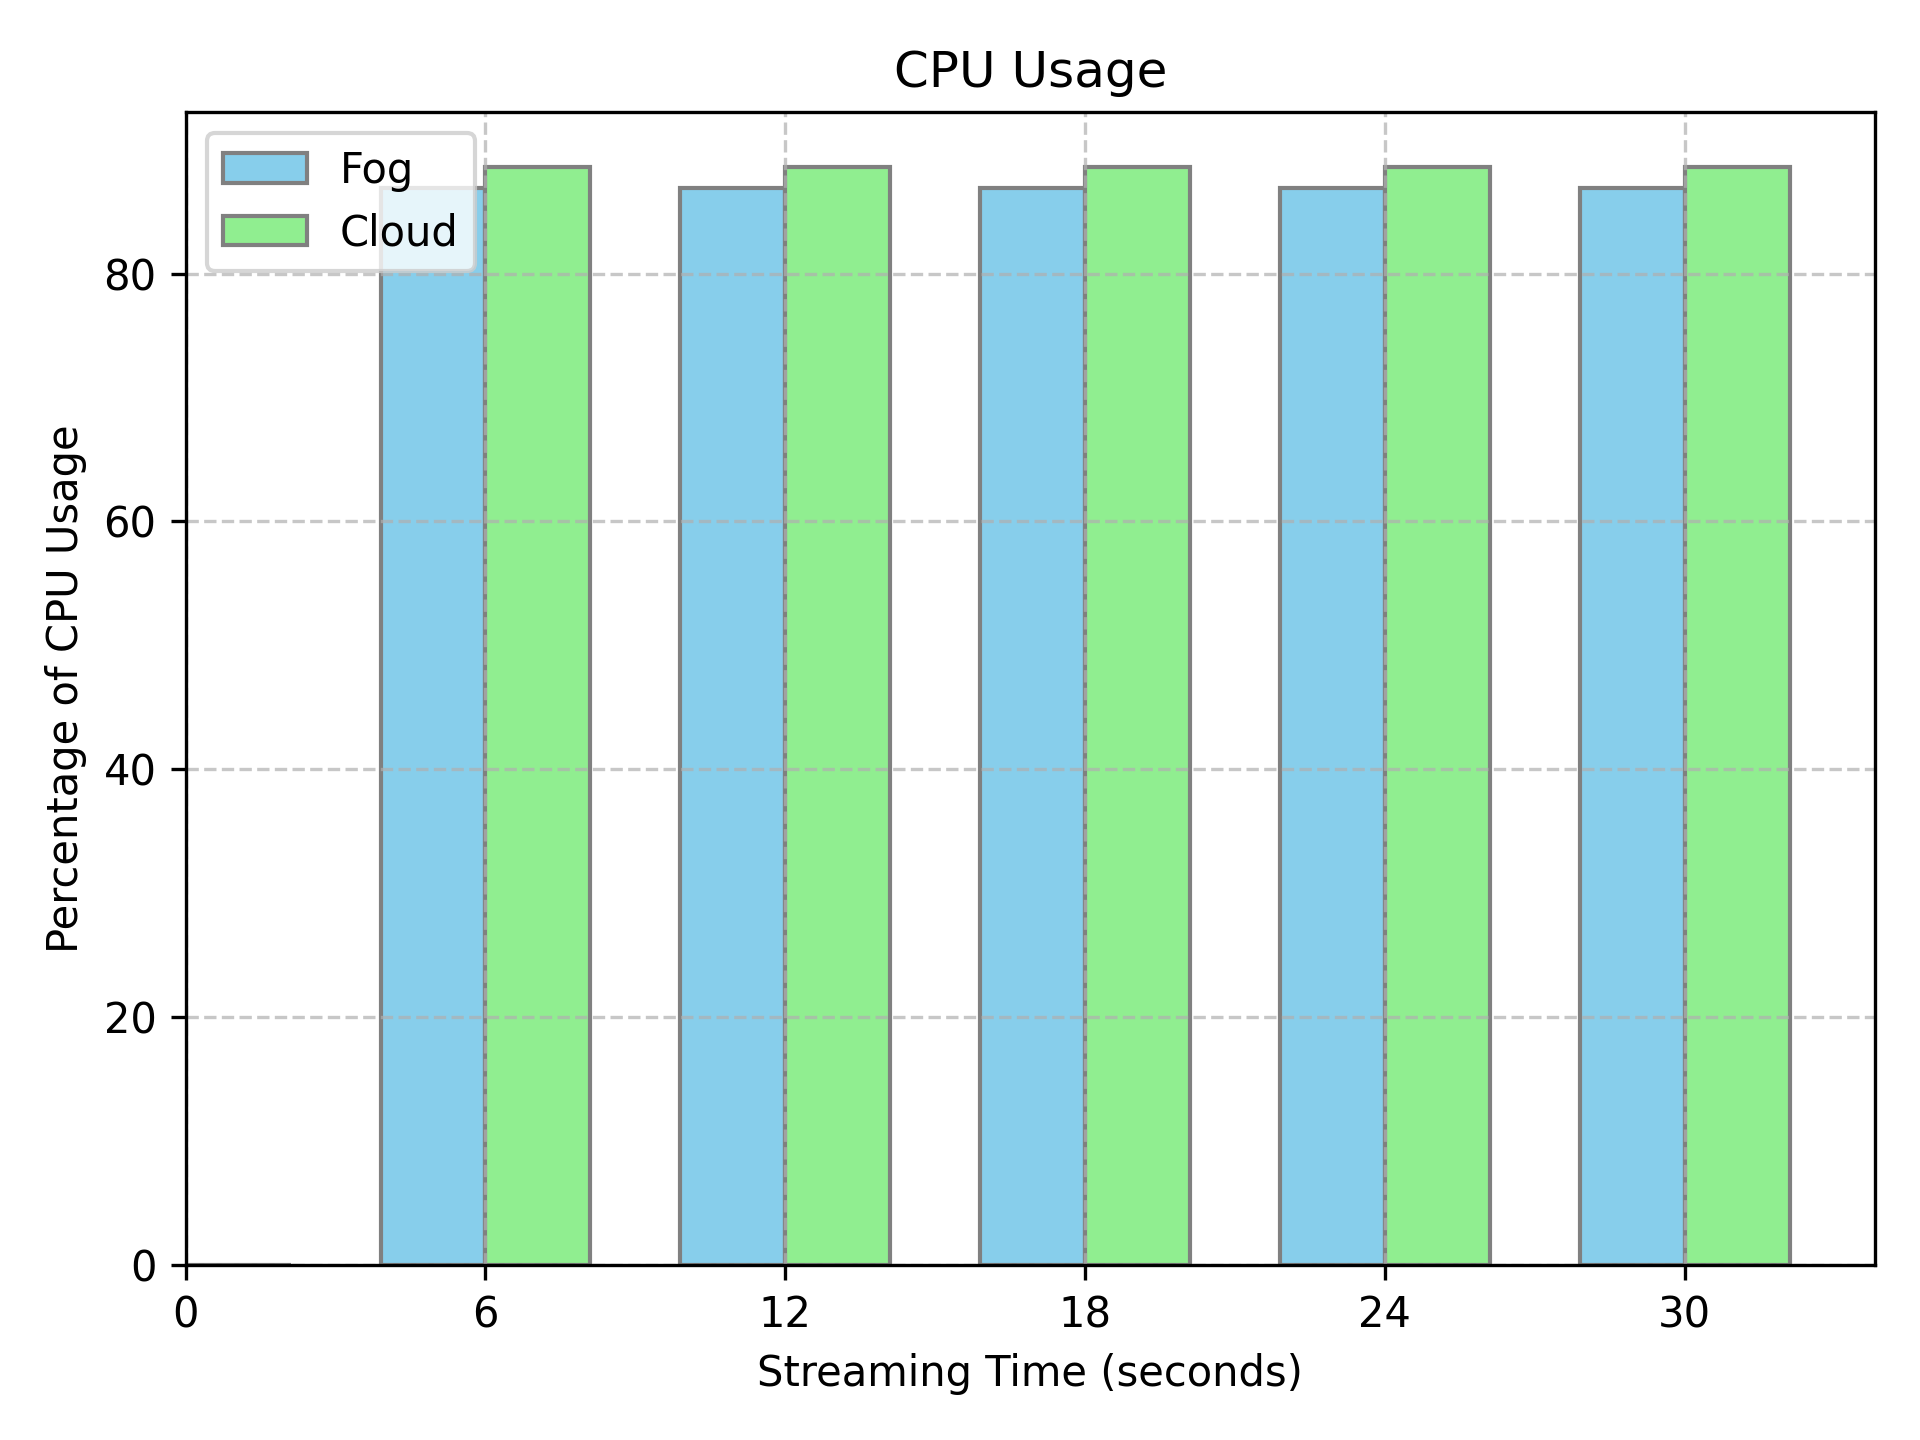 CPU Usage
Fog
Cloud
Percentage of CPU Usage
80
60
40
20
0
0 6 12 18 24 30
Streaming Time (seconds)